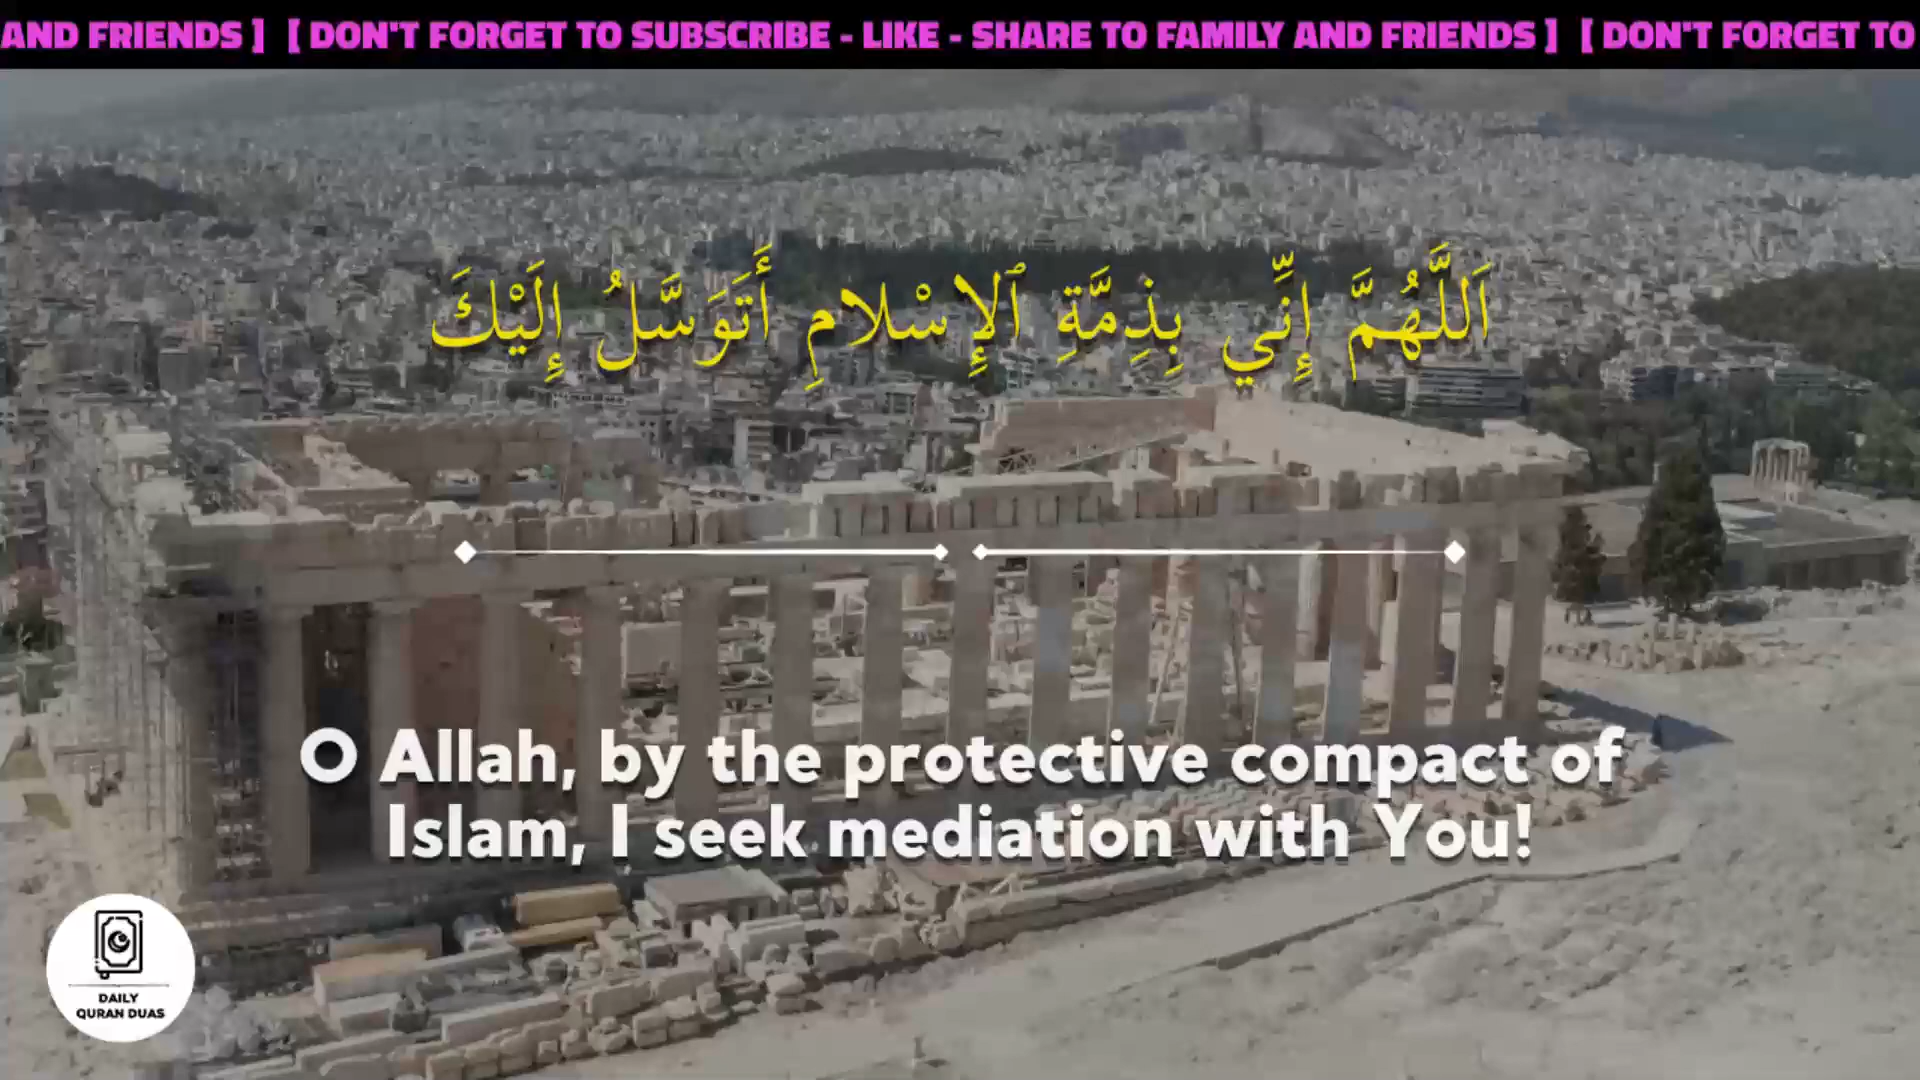 AND FRIENDS ] [ DON'T FORGET TO SUBSCRIBE - LIKE - SHARE TO FAMILY AND FRIENDS ] [ DON'T FORGET TO
اَللَّهُمَّ إِنِّي بِذِمَّةِ ٱلإِسْلامِ أَتَوَسَّلُ إِلَيْكَ
O Allah, by the protective compact of
Islam, I seek mediation with You!
DAILY
QURAN DUAS